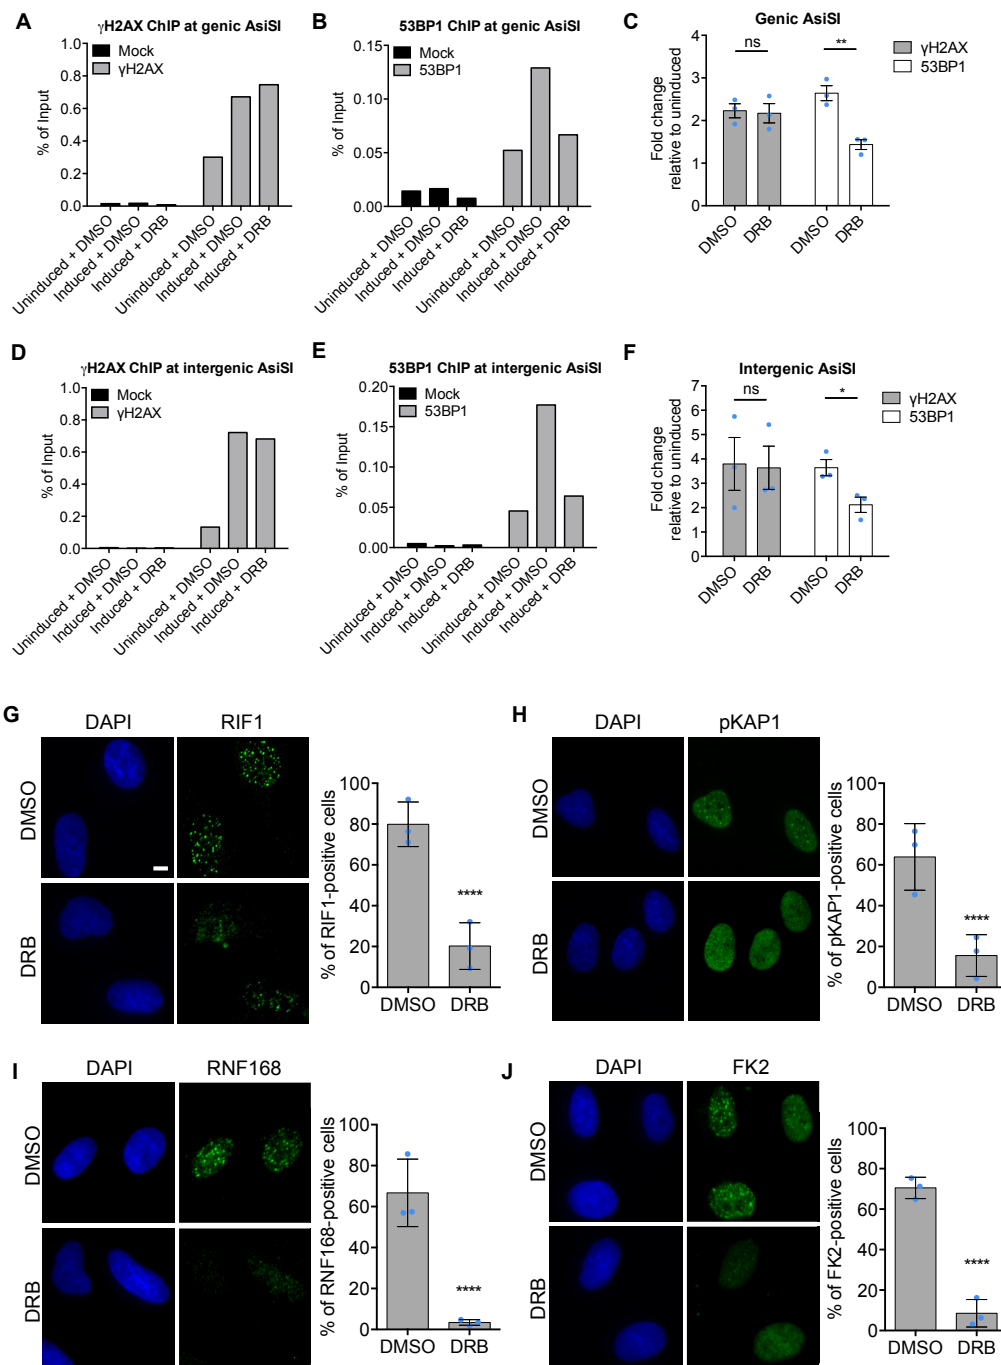 A
γH2AX ChIP at genic AsiSI
Mock
γH2AX
% of Input
1.0
0.8
0.6
0.4
0.2
0.0
Uninduced + DMSO
Induced + DMSO
Induced + DRB
Uninduced + DMSO
Induced + DMSO
Induced + DRB
B
53BP1 ChIP at genic AsiSI
Mock
53BP1
% of Input
0.15
0.10
0.05
0.00
Uninduced + DMSO
Induced + DMSO
Induced + DRB
Uninduced + DMSO
Induced + DMSO
Induced + DRB
C
Genic AsiSI
ns
**
γH2AX
53BP1
Fold change
relative to uninduced
4
3
2
1
0
DMSO
DRB
DMSO
DRB
D
γH2AX ChIP at intergenic AsiSI
Mock
γH2AX
% of Input
1.0
0.8
0.6
0.4
0.2
0.0
Uninduced + DMSO
Induced + DMSO
Induced + DRB
Uninduced + DMSO
Induced + DMSO
Induced + DRB
E
53BP1 ChIP at intergenic AsiSI
Mock
53BP1
% of Input
0.20
0.15
0.10
0.05
0.00
Uninduced + DMSO
Induced + DMSO
Induced + DRB
Uninduced + DMSO
Induced + DMSO
Induced + DRB
F
Intergenic AsiSI
ns
*
γH2AX
53BP1
Fold change
relative to uninduced
7
6
5
4
3
2
1
0
DMSO
DRB
DMSO
DRB
G
DAPI
RIF1
DMSO
DRB
% of RIF1-positive cells
100
80
60
40
20
0
****
DMSO
DRB
H
DAPI
pKAP1
DMSO
DRB
% of pKAP1-positive cells
100
80
60
40
20
0
****
DMSO
DRB
I
DAPI
RNF168
DMSO
DRB
% of RNF168-positive cells
100
80
60
40
20
0
****
DMSO
DRB
J
DAPI
FK2
DMSO
DRB
% of FK2-positive cells
100
80
60
40
20
0
****
DMSO
DRB